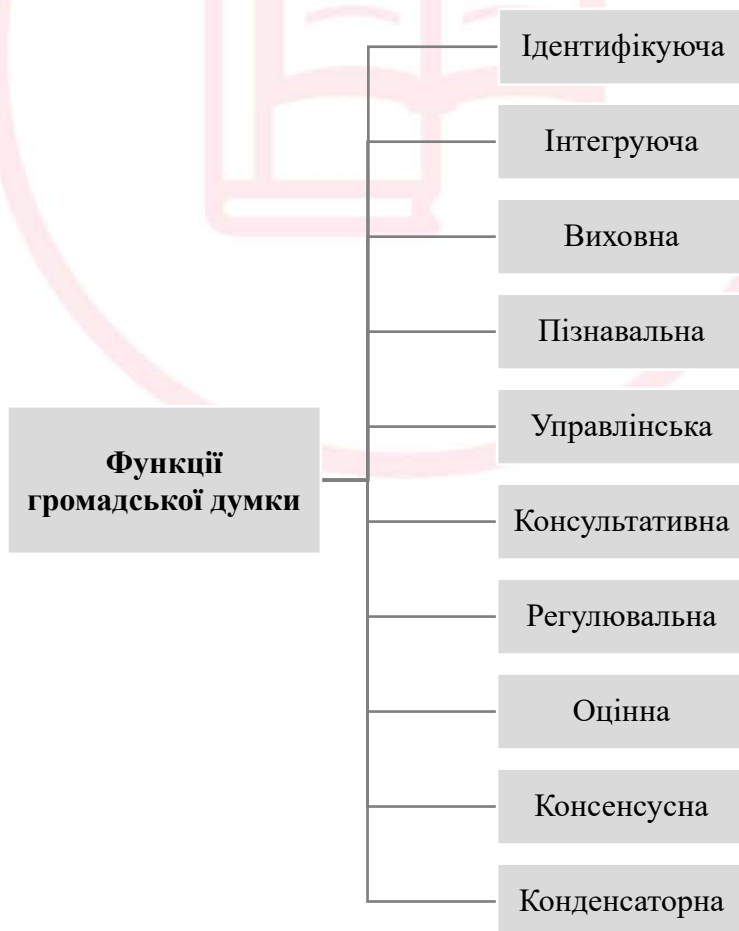 Функції
громадської думки
Ідентифікуюча
Інтегруюча
Виховна
Пізнавальна
Управлінська
Консультативна
Регулювальна
Оцінна
Консенсусна
Конденсаторна